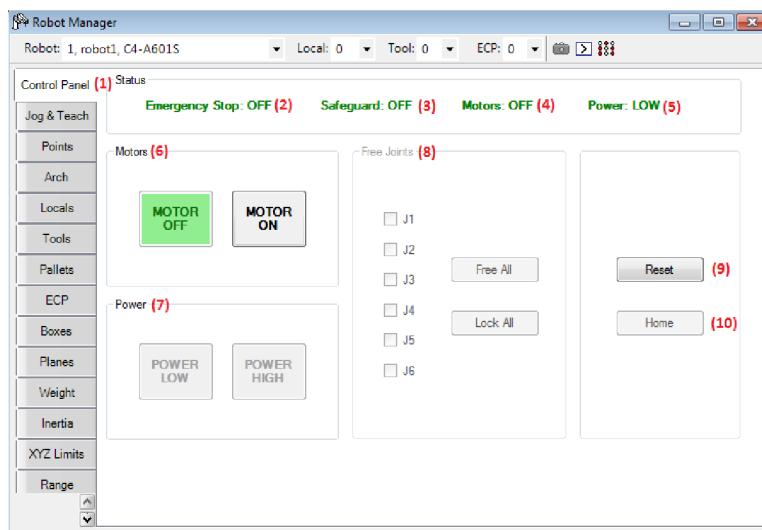 Robot Manager
Robot: 1, robot1, C4-A601S Local: 0 Tool: 0 ECP: 0
Control Panel (1)
Jog & Teach
Points
Arch
Locals
Tools
Pallets
ECP
Boxes
Planes
Weight
Inertia
XYZ Limits
Range
Status
Emergency Stop: OFF (2) Safeguard: OFF (3) Motors: OFF (4) Power: LOW (5)
Motors (6)
MOTOR OFF
MOTOR ON
Power (7)
POWER LOW
POWER HIGH
Free Joints (8)
J1
J2
J3
J4
J5
J6
Free All
Lock All
Reset (9)
Home (10)